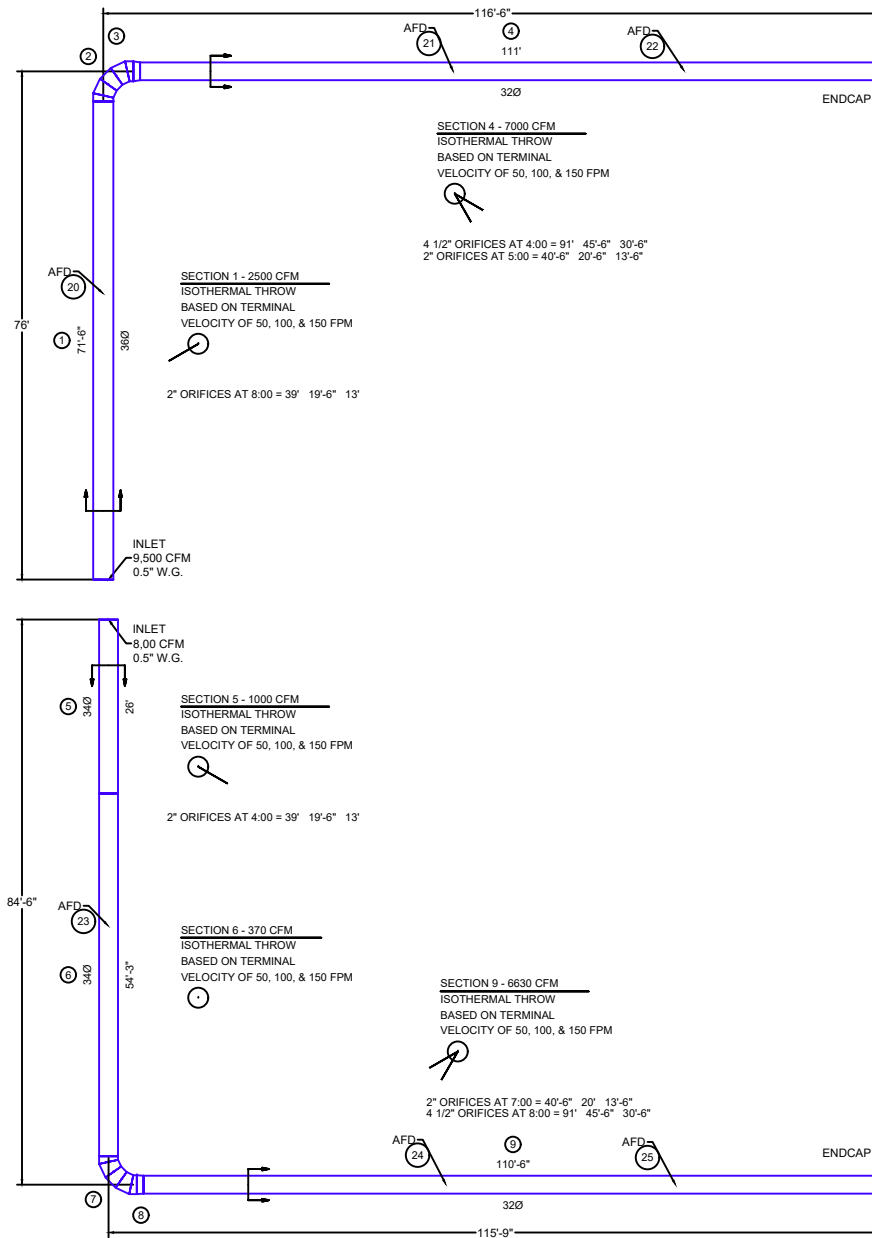 116'-6"
3
2
AFD
21
4
111'
AFD
22
32Ø
ENDCAP
SECTION 4 - 7000 CFM
ISOTHERMAL THROW
BASED ON TERMINAL
VELOCITY OF 50, 100, & 150 FPM
4 1/2" ORIFICES AT 4:00 = 91' 45'-6" 30'-6"
2" ORIFICES AT 5:00 = 40'-6" 20'-6" 13'-6"
AFD
20
SECTION 1 - 2500 CFM
ISOTHERMAL THROW
BASED ON TERMINAL
VELOCITY OF 50, 100, & 150 FPM
76'
1
71'-6"
36Ø
2" ORIFICES AT 8:00 = 39' 19'-6" 13'
INLET
9,500 CFM
0.5" W.G.
INLET
8,00 CFM
0.5" W.G.
5
34Ø
26'
SECTION 5 - 1000 CFM
ISOTHERMAL THROW
BASED ON TERMINAL
VELOCITY OF 50, 100, & 150 FPM
2" ORIFICES AT 4:00 = 39' 19'-6" 13'
84'-6"
AFD
23
SECTION 6 - 370 CFM
ISOTHERMAL THROW
BASED ON TERMINAL
VELOCITY OF 50, 100, & 150 FPM
6
34Ø
54'-3"
SECTION 9 - 6630 CFM
ISOTHERMAL THROW
BASED ON TERMINAL
VELOCITY OF 50, 100, & 150 FPM
2" ORIFICES AT 7:00 = 40'-6" 20' 13'-6"
4 1/2" ORIFICES AT 8:00 = 91' 45'-6" 30'-6"
AFD
24
9
110'-6"
AFD
25
ENDCAP
7
8
32Ø
115'-9"